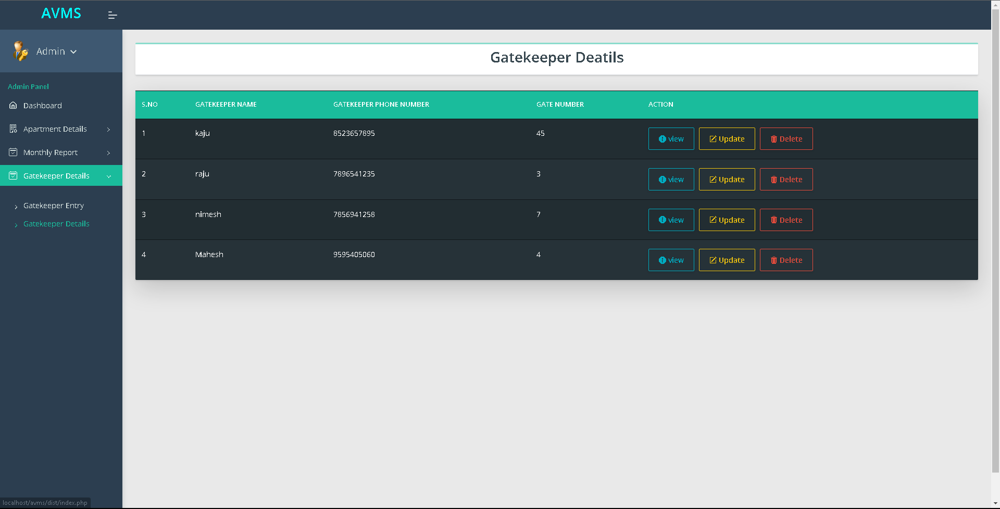 AVMS
Admin
Admin Panel
Dashboard
Apartment Details
Monthly Report
Gatekeeper Details
Gatekeeper Entry
Gatekeeper Details
Gatekeeper Deatils
S.NO GATEKEEPER NAME GATEKEEPER PHONE NUMBER GATE NUMBER ACTION
1 kaju 8523657895 45 view Update Delete
2 raju 7896541235 3 view Update Delete
3 nimesh 7856941258 7 view Update Delete
4 Mahesh 9595405060 4 view Update Delete
localhost/avms/dist/index.php